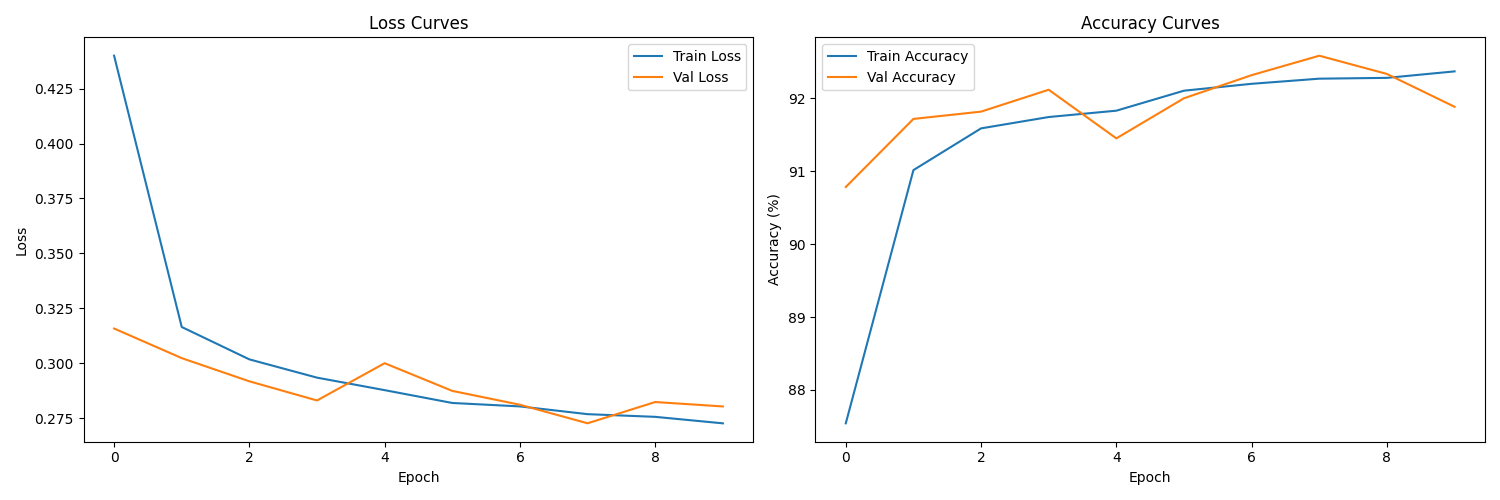 Loss Curves
Train Loss
Val Loss
0.425
0.400
0.375
0.350
0.325
0.300
0.275
Loss
0 2 4 6 8
Epoch
Accuracy Curves
Train Accuracy
Val Accuracy
92
91
90
89
88
Accuracy (%)
0 2 4 6 8
Epoch